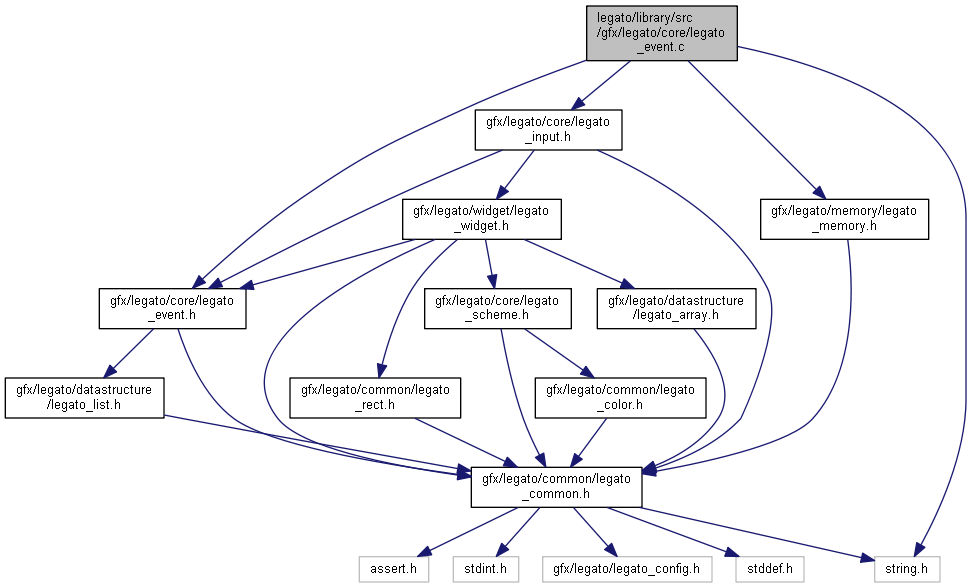 legato/library/src
/gfx/legato/core/legato
_event.c
gfx/legato/core/legato
_input.h
gfx/legato/widget/legato
_widget.h
gfx/legato/memory/legato
_memory.h
gfx/legato/core/legato
_event.h
gfx/legato/core/legato
_scheme.h
gfx/legato/datastructure
/legato_array.h
gfx/legato/datastructure
/legato_list.h
gfx/legato/common/legato
_rect.h
gfx/legato/common/legato
_color.h
gfx/legato/common/legato
_common.h
assert.h
stdint.h
gfx/legato/legato_config.h
stddef.h
string.h